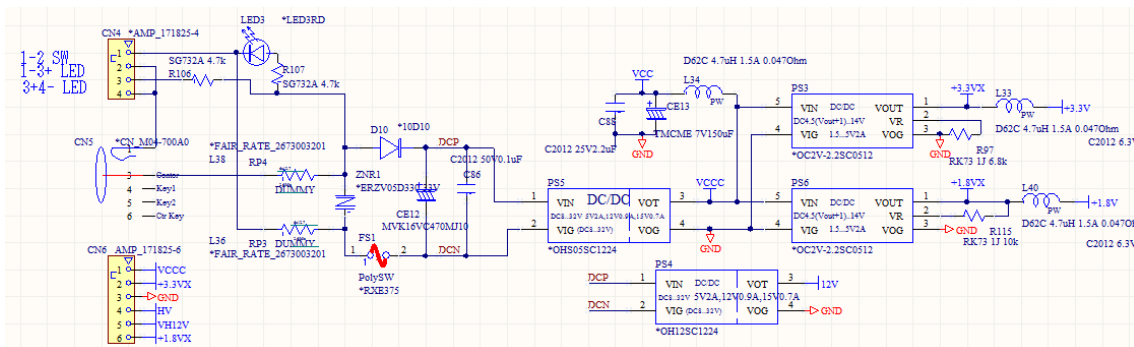 LED3 *LED3RD
CN4 *AMP_171825-4
1-2 SW
1-3+ LED
3+4- LED
1
2
3
4
SG732A 4.7k
R106
R107
SG732A 4.7k
CN5
*CN_M04-700A0
1
3 Center
4 Key1
5 Key2
6 Ctr Key
*FAIR_RATE_2673003201
L38 RP4
DUMMY
L36 RP3 DUMMY
*FAIR_RATE_2673003201
D10 *10D10
DCP
C2012 50V0.1uF
C86
ZNR1
*ERZV05D330 33V
CE12
MVK16VC470MJ10
FS1
1 2
DCN
PolySW
*RXE375
CN6 AMP_171825-6
1 VCCC
2 +3.3VX
3 GND
4 HV
5 VH12V
6 +1.8VX
D62C 4.7uH 1.5A 0.047Ohm
VCC L34
PW
C88
CE13
TMCME 7V150uF
C2012 25V2.2uF
GND
PS5
1 VIN DC/DC VOT 3
DC8..32V 5V2A,12V0.9A,15V0.7A
2 VIG (DC8..32V) VOG 4
*OHS05SC1224
VCCC
GND
PS3
5 VIN DC/DC VOUT 1
DC4.5(Vout+1)..14V VR 2
4 VIG 1.5...5V2A VOG 3
*OC2V-2.2SC0512
+3.3VX L33
PW
+3.3V
D62C 4.7uH 1.5A 0.047Ohm
R97
GND
RK73 1J 6.8k
C2012 6.3V
PS6
5 VIN DC/DC VOUT 1
DC4.5(Vout+1)..14V VR 2
4 VIG 1.5...5V2A VOG 3
*OC2V-2.2SC0512
+1.8VX L40
PW
+1.8V
D62C 4.7uH 1.5A 0.047Ohm
R115
GND
RK73 1J 10k
C2012 6.3V
PS4
DCP 1 VIN DC/DC VOT 3 12V
DC8..32V 5V2A,12V0.9A,15V0.7A
DCN 2 VIG (DC8..32V) VOG 4 GND
*OH12SC1224